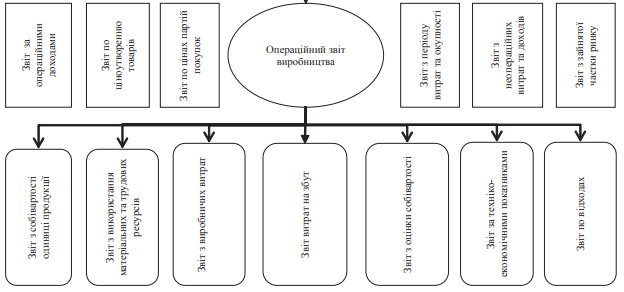 Звіт за
операційними
доходами
Звіт по
ціноутворенню
товарів
Звіт по цінах партій
покупок
Операційний звіт
виробництва
Звіт з періоду
витрат та окупності
Звіт з
неопераційних
витрат та доходів
Звіт з зайнятої
частки ринку
Звіт з собівартості
одиниці продукції
Звіт з використання
матеріальних та трудових
ресурсів
Звіт з виробничих витрат
Звіт витрат на збут
Звіт з оцінки собівартості
Звіт за техніко-
економічними показниками
Звіт по відходах